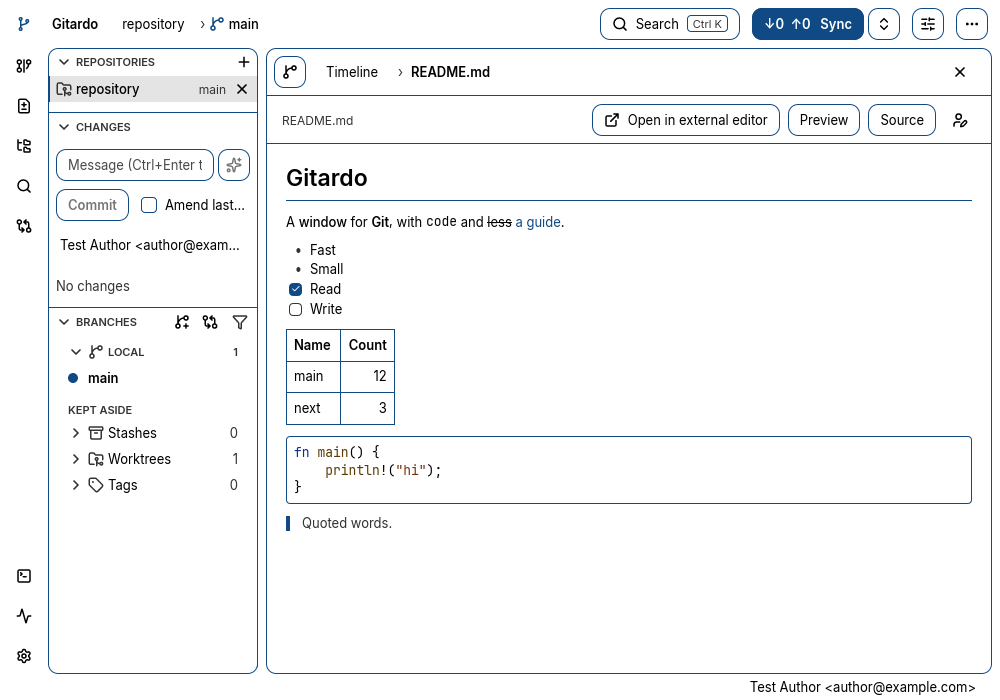 Gitardo repository › main Search Ctrl K ↓0 ↑0 Sync
REPOSITORIES
repository main
CHANGES
Message (Ctrl+Enter t
Commit Amend last...
Test Author <author@exam...
No changes
BRANCHES
LOCAL 1
main
KEPT ASIDE
Stashes 0
Worktrees 1
Tags 0
Timeline › README.md
README.md Open in external editor Preview Source
Gitardo
A window for Git, with code and less a guide.
• Fast
• Small
Read
Write
Name Count
main 12
next 3
fn main() {
    println!("hi");
}
Quoted words.
Test Author <author@example.com>